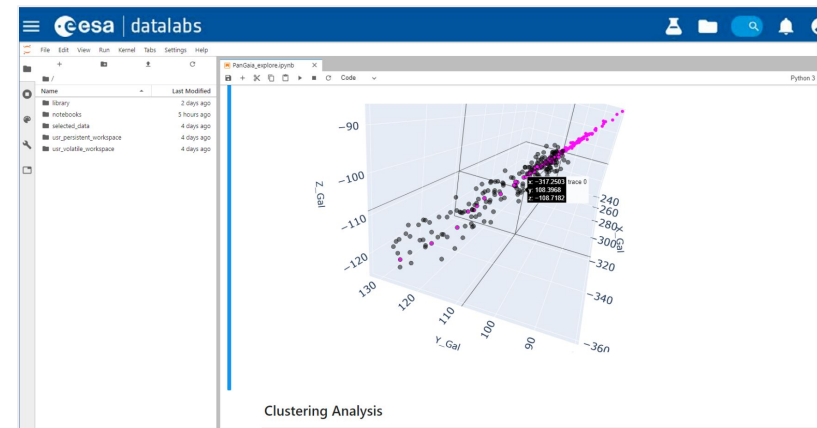 esa datalabs
File Edit View Run Kernel Tabs Settings Help
PanGaia_explore.ipynb
Code
Python 3
/
Name Last Modified
library 2 days ago
notebooks 5 hours ago
selected_data 4 days ago
usr_persistent_workspace 4 days ago
usr_volatile_workspace 4 days ago
−90
−100
−110
−120
Z_Gal
x: −317.2503 trace 0
y: 108.3968
z: −108.7182
−240
−260
−280
−300
−320
−340
−360
X_Gal
130
120
110
100
90
Y_Gal
Clustering Analysis